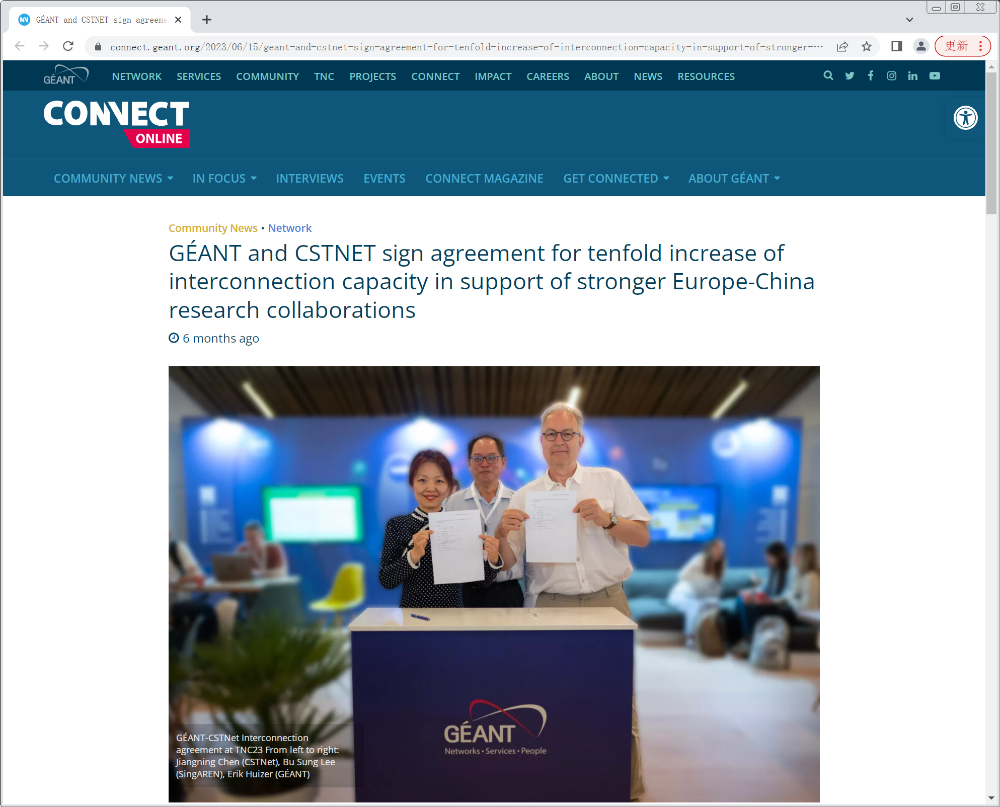 GÉANT and CSTNET sign agreeme
connect.geant.org/2023/06/15/geant-and-cstnet-sign-agreement-for-tenfold-increase-of-interconnection-capacity-in-support-of-stronger-…
更新
GÉANT
NETWORK SERVICES COMMUNITY TNC PROJECTS CONNECT IMPACT CAREERS ABOUT NEWS RESOURCES
CONNECT
ONLINE
COMMUNITY NEWS IN FOCUS INTERVIEWS EVENTS CONNECT MAGAZINE GET CONNECTED ABOUT GÉANT
Community News • Network
GÉANT and CSTNET sign agreement for tenfold increase of
interconnection capacity in support of stronger Europe-China
research collaborations
6 months ago
GÉANT
Networks • Services • People
GÉANT-CSTNet Interconnection
agreement at TNC23 From left to right:
Jiangning Chen (CSTNet), Bu Sung Lee
(SingAREN), Erik Huizer (GÉANT)